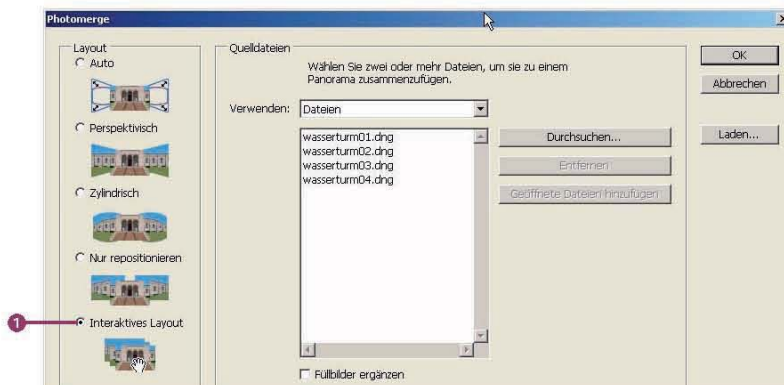 Photomerge
Layout
Auto
Perspektivisch
Zylindrisch
Nur repositionieren
1
Interaktives Layout
Quelldateien
Wählen Sie zwei oder mehr Dateien, um sie zu einem
Panorama zusammenzufügen.
Verwenden: Dateien
wasserturm01.dng
wasserturm02.dng
wasserturm03.dng
wasserturm04.dng
Durchsuchen...
Entfernen
Geöffnete Dateien hinzufügen
Füllbilder ergänzen
OK
Abbrechen
Laden...